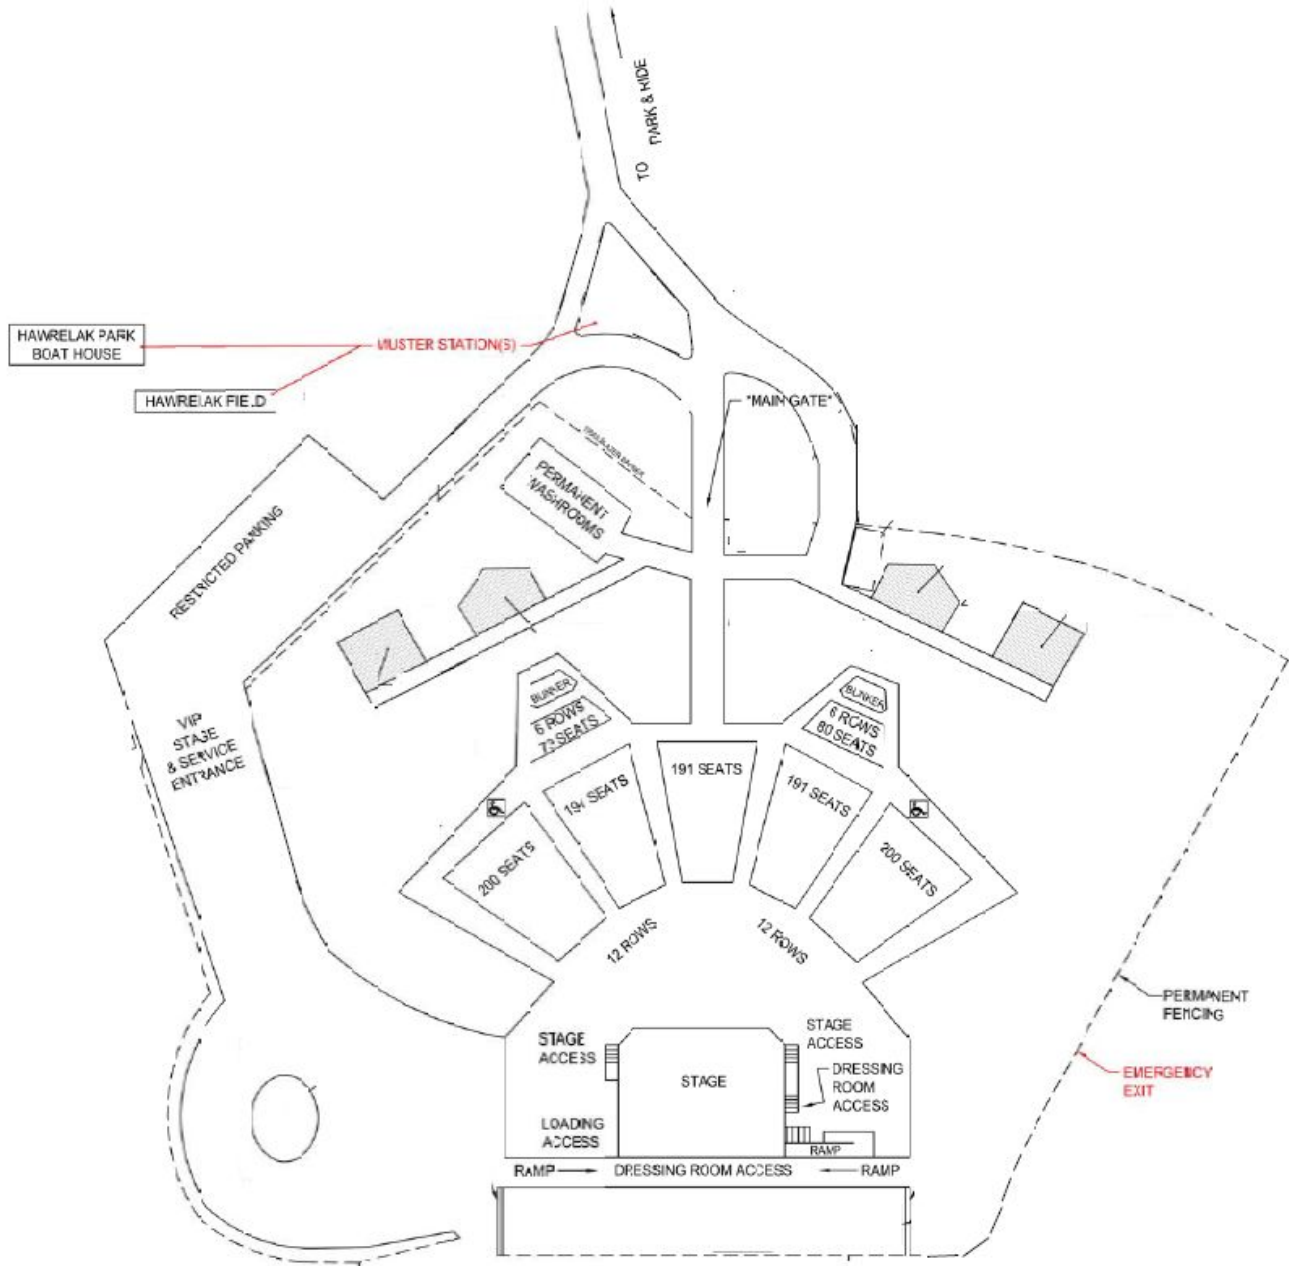 TO PARK & RIDE
HAWRELAK PARK
BOAT HOUSE
MUSTER STATION(S)
HAWRELAK FIELD
"MAIN GATE"
PERMANENT
WASHROOMS
RESTRICTED PARKING
VIP
STAGE
& SERVICE
ENTRANCE
BUNKER
6 ROWS
SEATS
BUNKER
6 ROWS
80 SEATS
191 SEATS
194 SEATS
191 SEATS
200 SEATS
200 SEATS
12 ROWS
12 ROWS
PERMANENT
FENCING
STAGE
ACCESS
STAGE
ACCESS
STAGE
DRESSING
ROOM
ACCESS
EMERGENCY
EXIT
LOADING
ACCESS
RAMP
RAMP
DRESSING ROOM ACCESS
RAMP